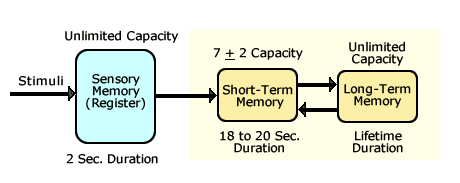 Unlimited Capacity
Stimuli
Sensory
Memory
(Register)
2 Sec. Duration
7 ± 2 Capacity
Short-Term
Memory
18 to 20 Sec.
Duration
Unlimited
Capacity
Long-Term
Memory
Lifetime
Duration